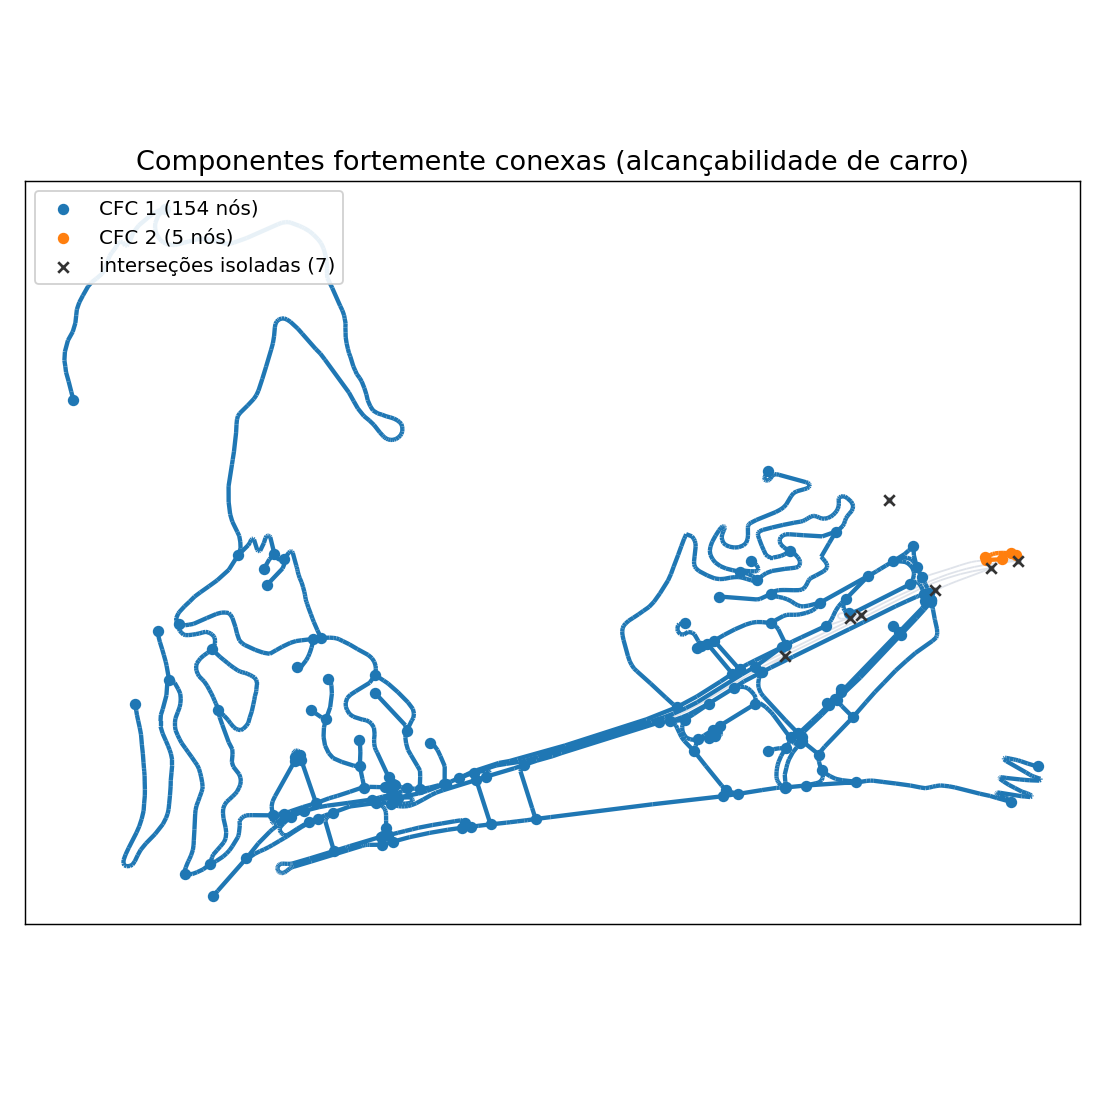 Componentes fortemente conexas (alcançabilidade de carro)
CFC 1 (154 nós)
CFC 2 (5 nós)
interseções isoladas (7)